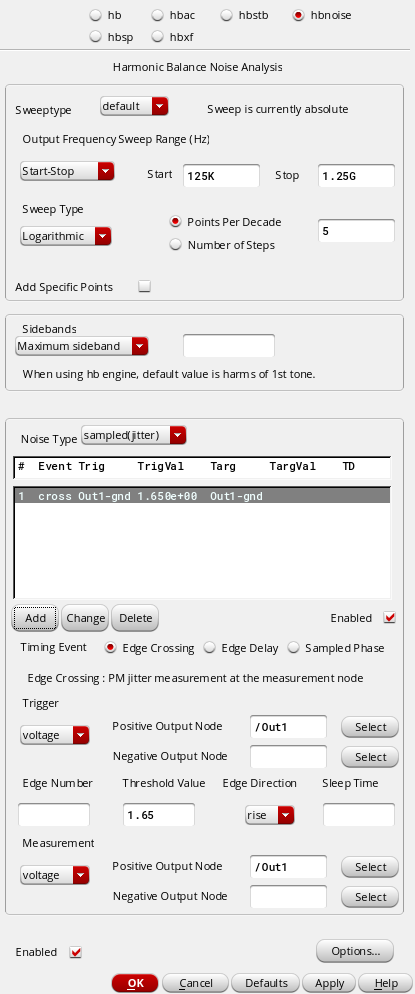 hb hbac hbstb hbnoise
hbsp hbxf
Harmonic Balance Noise Analysis
Sweeptype default Sweep is currently absolute
Output Frequency Sweep Range (Hz)
Start-Stop Start 125K Stop 1.25G
Sweep Type
Points Per Decade
Logarithmic 5
Number of Steps
Add Specific Points
Sidebands
Maximum sideband
When using hb engine, default value is harms of 1st tone.
Noise Type sampled(jitter)
# Event Trig TrigVal Targ TargVal TD
1 cross Out1-gnd 1.650e+00 Out1-gnd
Add Change Delete Enabled
Timing Event Edge Crossing Edge Delay Sampled Phase
Edge Crossing : PM jitter measurement at the measurement node
Trigger
voltage Positive Output Node /Out1 Select
Negative Output Node Select
Edge Number Threshold Value Edge Direction Sleep Time
1.65 rise
Measurement
voltage Positive Output Node /Out1 Select
Negative Output Node Select
Enabled Options...
OK Cancel Defaults Apply Help